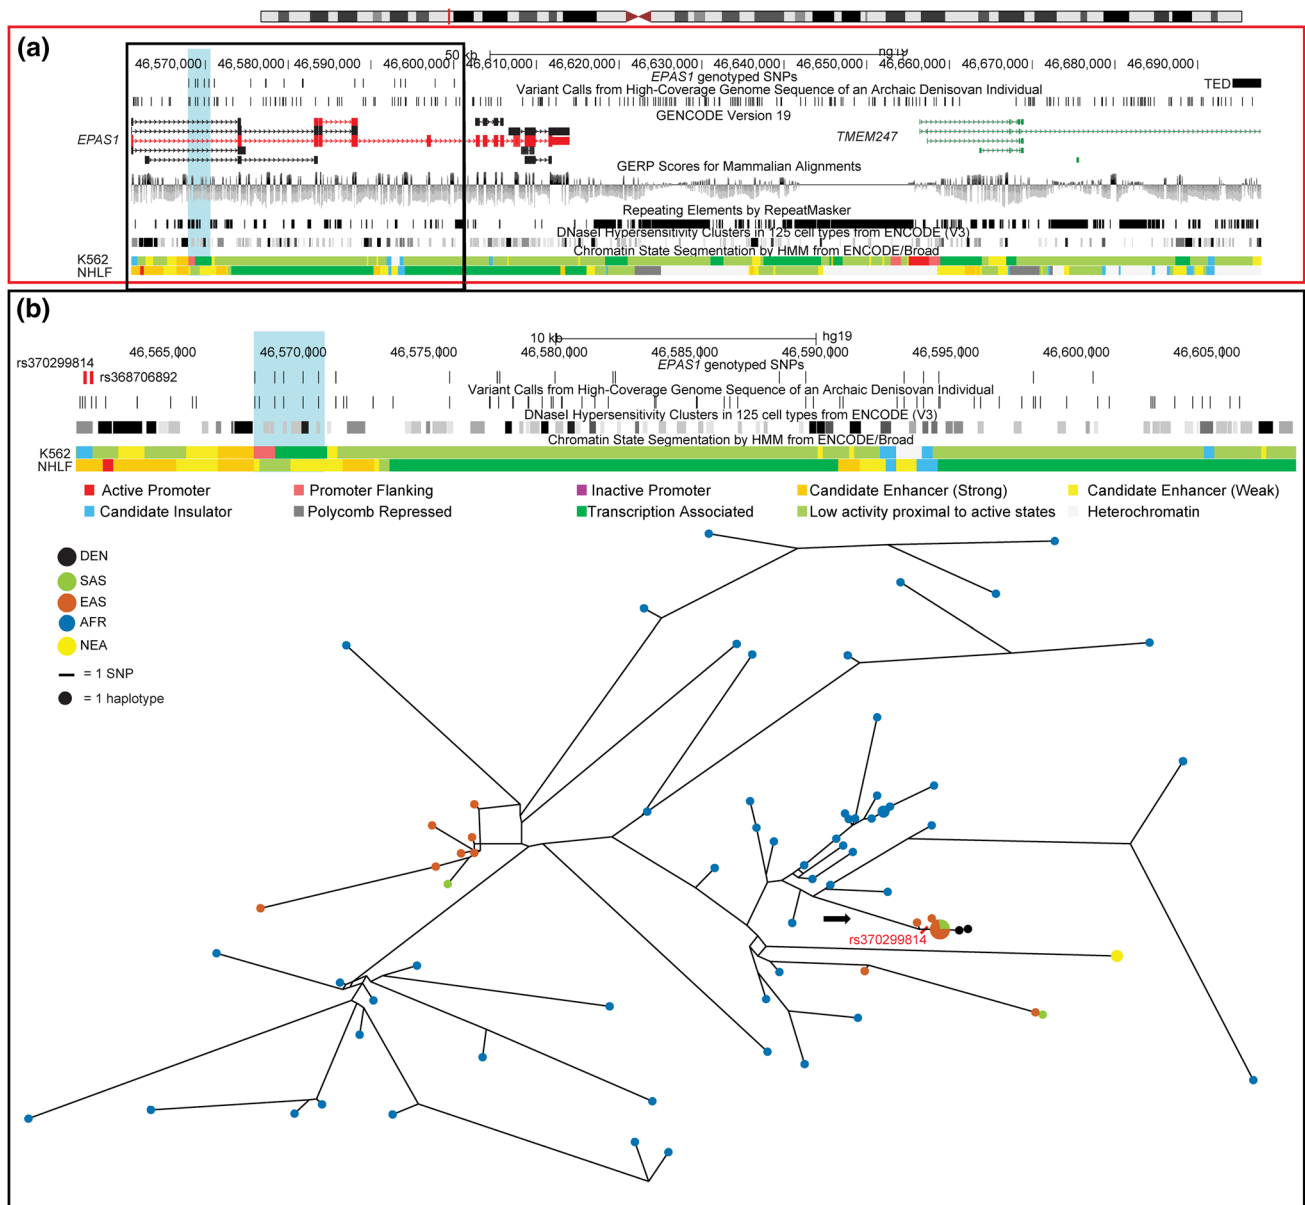 (a)
50 kb hg19
46,570,000 46,580,000 46,590,000 46,600,000 46,610,000 46,620,000 46,630,000 46,640,000 46,650,000 46,660,000 46,670,000 46,680,000 46,690,000
EPAS1 genotyped SNPs
TED
Variant Calls from High-Coverage Genome Sequence of an Archaic Denisovan Individual
GENCODE Version 19
EPAS1 TMEM247
GERP Scores for Mammalian Alignments
Repeating Elements by RepeatMasker
DNaseI Hypersensitivity Clusters in 125 cell types from ENCODE (V3)
Chromatin State Segmentation by HMM from ENCODE/Broad
K562
NHLF
(b)
10 kb hg19
46,565,000 46,570,000 46,575,000 46,580,000 46,585,000 46,590,000 46,595,000 46,600,000 46,605,000
rs370299814
EPAS1 genotyped SNPs
rs368706892
Variant Calls from High-Coverage Genome Sequence of an Archaic Denisovan Individual
DNaseI Hypersensitivity Clusters in 125 cell types from ENCODE (V3)
Chromatin State Segmentation by HMM from ENCODE/Broad
K562
NHLF
Active Promoter Promoter Flanking Inactive Promoter Candidate Enhancer (Strong) Candidate Enhancer (Weak)
Candidate Insulator Polycomb Repressed Transcription Associated Low activity proximal to active states Heterochromatin
DEN
SAS
EAS
AFR
NEA
= 1 SNP
= 1 haplotype
rs370299814